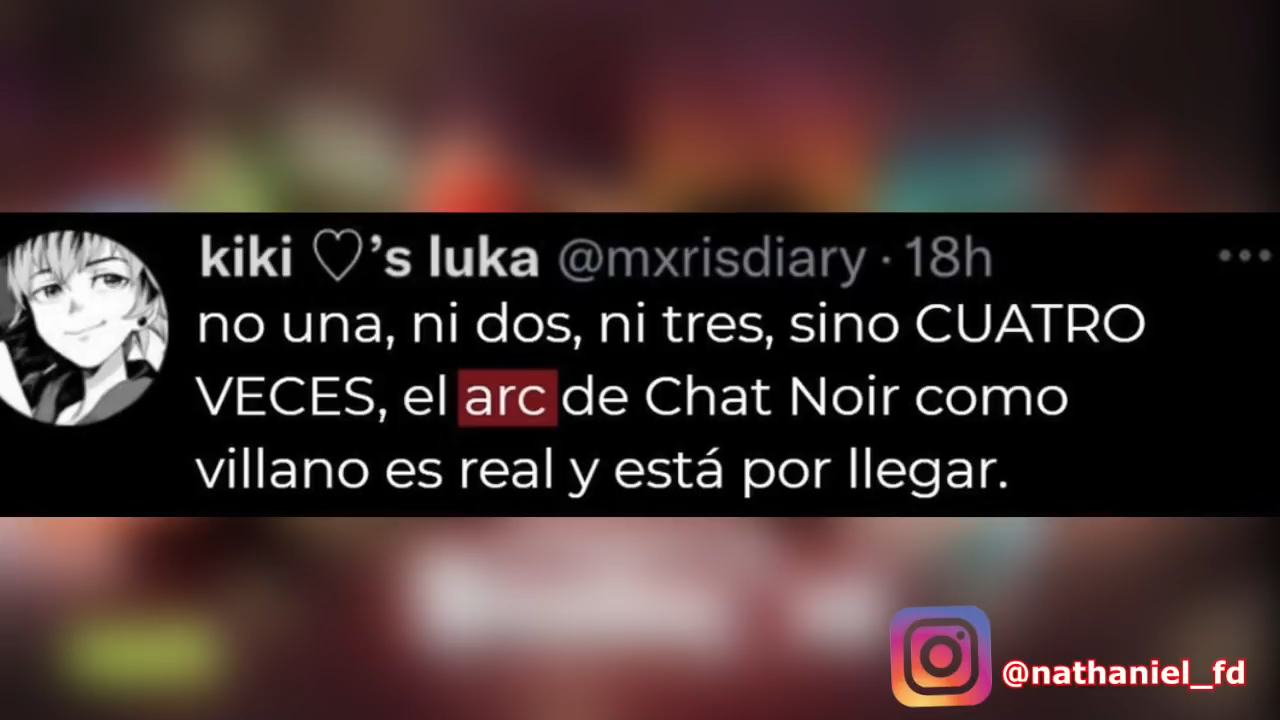 kiki ♡’s luka @mxrisdiary · 18h
no una, ni dos, ni tres, sino CUATRO
VECES, el arc de Chat Noir como
villano es real y está por llegar.
@nathaniel_fd